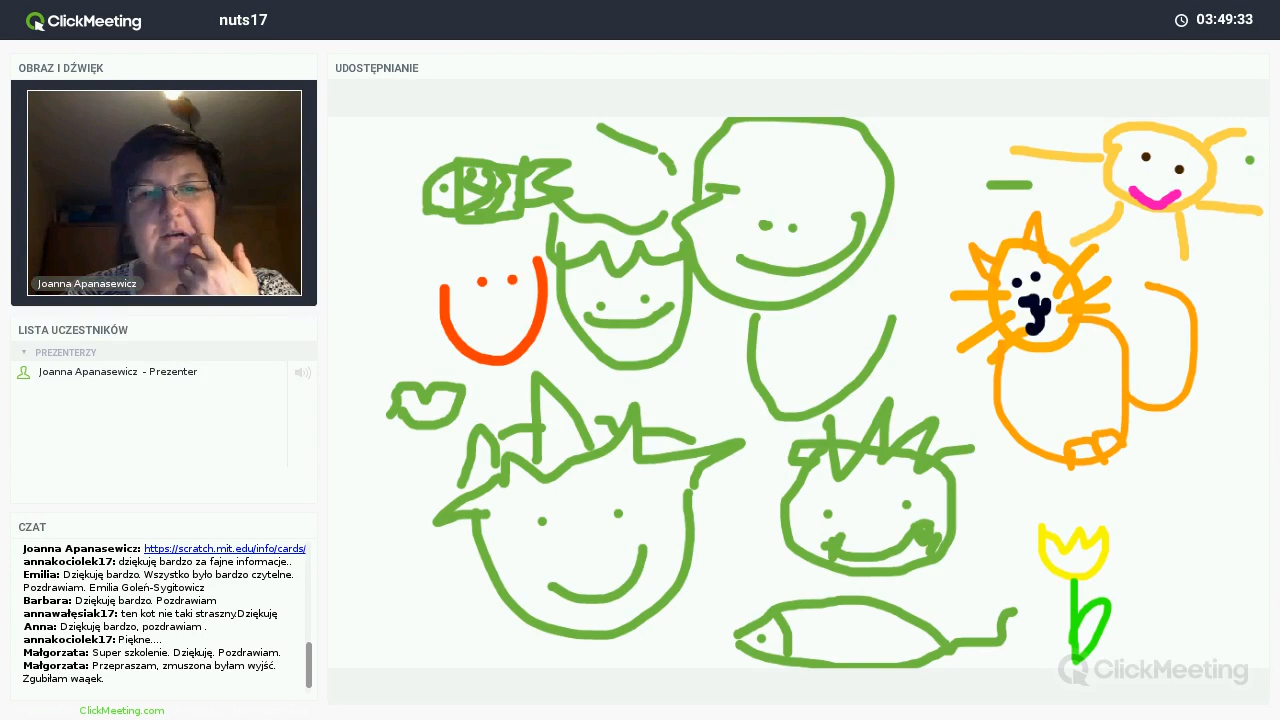 ClickMeeting
nuts17
03:49:33
OBRAZ I DŹWIĘK
UDOSTĘPNIANIE
Joanna Apanasewicz
LISTA UCZESTNIKÓW
PREZENTERZY
Joanna Apanasewicz - Prezenter
CZAT
Joanna Apanasewicz: https://scratch.mit.edu/info/cards/
annakociolek17: dziękuję bardzo za fajne informacje..
Emilia: Dziękuję bardzo. Wszystko było bardzo czytelne.
Pozdrawiam. Emilia Goleń-Sygitowicz
Barbara: Dziękuję bardzo. Pozdrawiam
annawałęsiak17: ten kot nie taki straszny.Dziękuję
Anna: Dziękuję bardzo, pozdrawiam .
annakociolek17: Piękne....
Małgorzata: Super szkolenie. Dziękuję. Pozdrawiam.
Małgorzata: Przepraszam, zmuszona byłam wyjść.
Zgubiłam waąek.
ClickMeeting
ClickMeeting.com